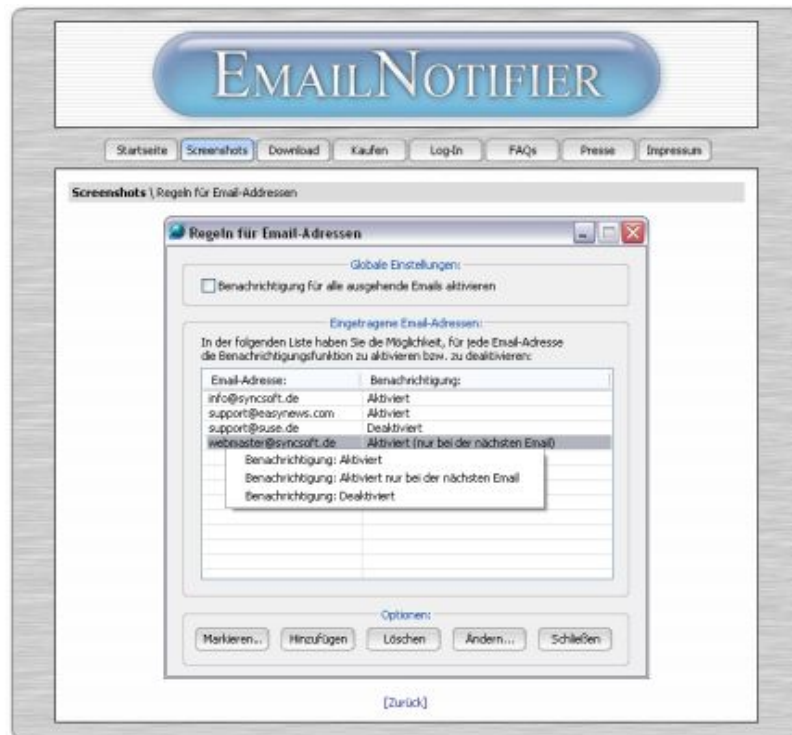 EMAILNOTIFIER
Startseite Screenshots Download Kaufen Log-In FAQs Presse Impressum
Screenshots \ Regeln für Email-Addressen
Regeln für Email-Adressen
Globale Einstellungen:
Benachrichtigung für alle ausgehende Emails aktivieren
Eingetragene Email-Adressen:
In der folgenden Liste haben Sie die Möglichkeit, für jede Email-Adresse
die Benachrichtigungsfunktion zu aktivieren bzw. zu deaktivieren:
Email-Adresse: Benachrichtigung:
info@syncsoft.de Aktiviert
support@easynews.com Aktiviert
support@suse.de Deaktiviert
webmaster@syncsoft.de Aktiviert (nur bei der nächsten Email)
Benachrichtigung: Aktiviert
Benachrichtigung: Aktiviert nur bei der nächsten Email
Benachrichtigung: Deaktiviert
Optionen:
Markieren... Hinzufügen Löschen Ändern... Schließen
[Zurück]